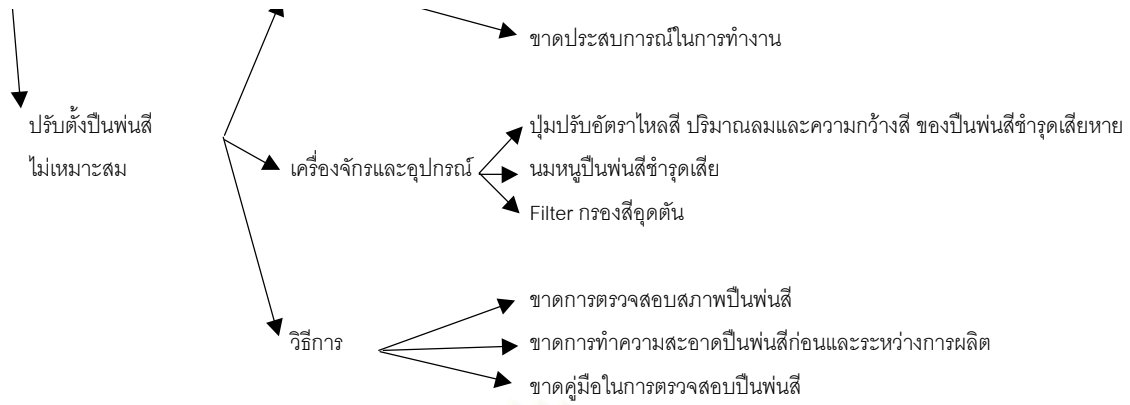 ขาดประสบการณ์ในการทำงาน
ปรับตั้งปืนพ่นสี
ไม่เหมาะสม
เครื่องจักรและอุปกรณ์
ปุ่มปรับอัตราไหลสี ปริมาณลมและความกว้างสี ของปืนพ่นสีชำรุดเสียหาย
นมหนูปืนพ่นสีชำรุดเสีย
Filter กรองสีอุดตัน
วิธีการ
ขาดการตรวจสอบสภาพปืนพ่นสี
ขาดการทำความสะอาดปืนพ่นสีก่อนและระหว่างการผลิต
ขาดคู่มือในการตรวจสอบปืนพ่นสี